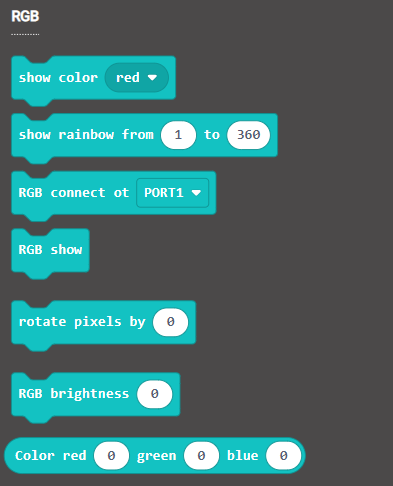 RGB
show color red
show rainbow from 1 to 360
RGB connect ot PORT1
RGB show
rotate pixels by 0
RGB brightness 0
Color red 0 green 0 blue 0